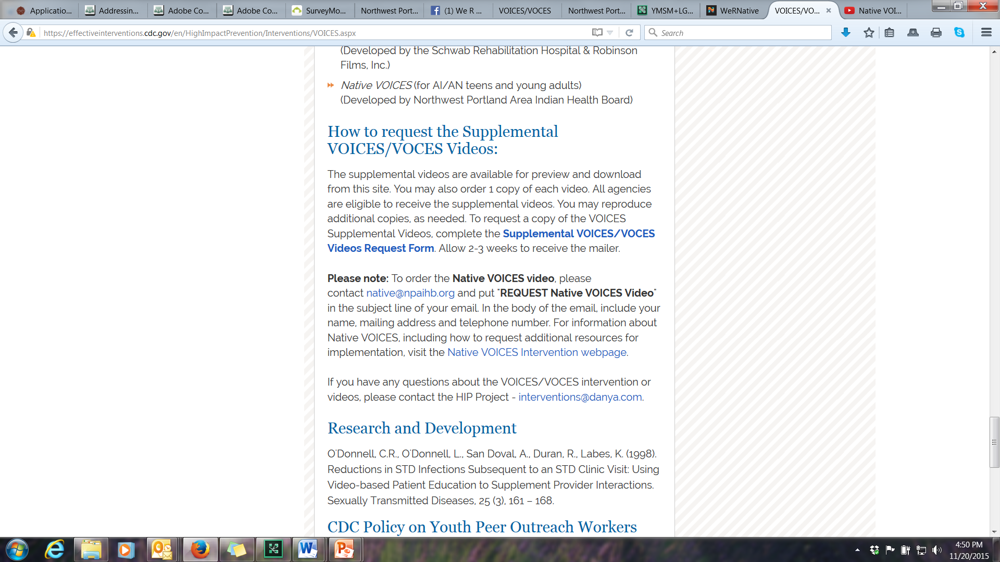 Applicatio...
Addressin...
Adobe Co...
Adobe Co...
SurveyMo...
Northwest Port...
(1) We R ...
VOICES/VOCES
Northwest Port...
YMSM+LG...
WeRNative
VOICES/VO...
Native VOI...
https://effectiveinterventions.cdc.gov/en/HighImpactPrevention/Interventions/VOICES.aspx
Search
(Developed by the Schwab Rehabilitation Hospital & Robinson
Films, Inc.)
Native VOICES (for AI/AN teens and young adults)
(Developed by Northwest Portland Area Indian Health Board)
How to request the Supplemental
VOICES/VOCES Videos:
The supplemental videos are available for preview and download
from this site. You may also order 1 copy of each video. All agencies
are eligible to receive the supplemental videos. You may reproduce
additional copies, as needed. To request a copy of the VOICES
Supplemental Videos, complete the Supplemental VOICES/VOCES
Videos Request Form. Allow 2-3 weeks to receive the mailer.
Please note: To order the Native VOICES video, please
contact native@npaihb.org and put "REQUEST Native VOICES Video"
in the subject line of your email. In the body of the email, include your
name, mailing address and telephone number. For information about
Native VOICES, including how to request additional resources for
implementation, visit the Native VOICES Intervention webpage.
If you have any questions about the VOICES/VOCES intervention or
videos, please contact the HIP Project - interventions@danya.com.
Research and Development
O'Donnell, C.R., O'Donnell, L., San Doval, A., Duran, R., Labes, K. (1998).
Reductions in STD Infections Subsequent to an STD Clinic Visit: Using
Video-based Patient Education to Supplement Provider Interactions.
Sexually Transmitted Diseases, 25 (3), 161 – 168.
CDC Policy on Youth Peer Outreach Workers
4:50 PM
11/20/2015